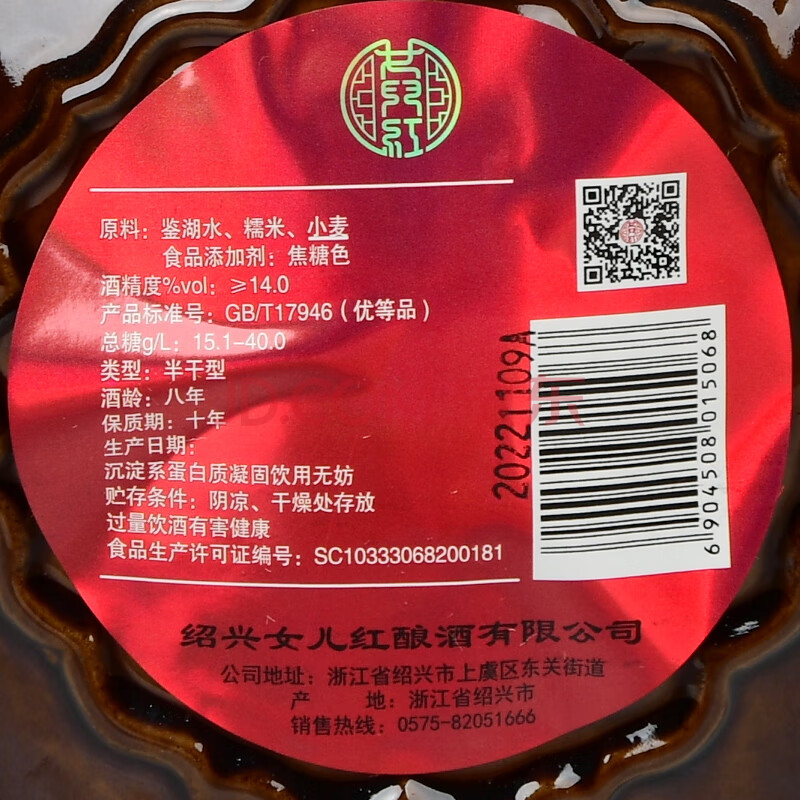 女兒红
原料：鉴湖水、糯米、小麦
食品添加剂：焦糖色
酒精度%vol：≥14.0
产品标准号：GB/T17946（优等品）
总糖g/L：15.1-40.0
类型：半干型
酒龄：八年
保质期：十年
生产日期：
沉淀系蛋白质凝固饮用无妨
贮存条件：阴凉、干燥处存放
过量饮酒有害健康
食品生产许可证编号：SC10333068200181
20221109A
6 904508 015068
绍兴女儿红酿酒有限公司
公司地址：浙江省绍兴市上虞区东关街道
产 地：浙江省绍兴市
销售热线：0575-82051666